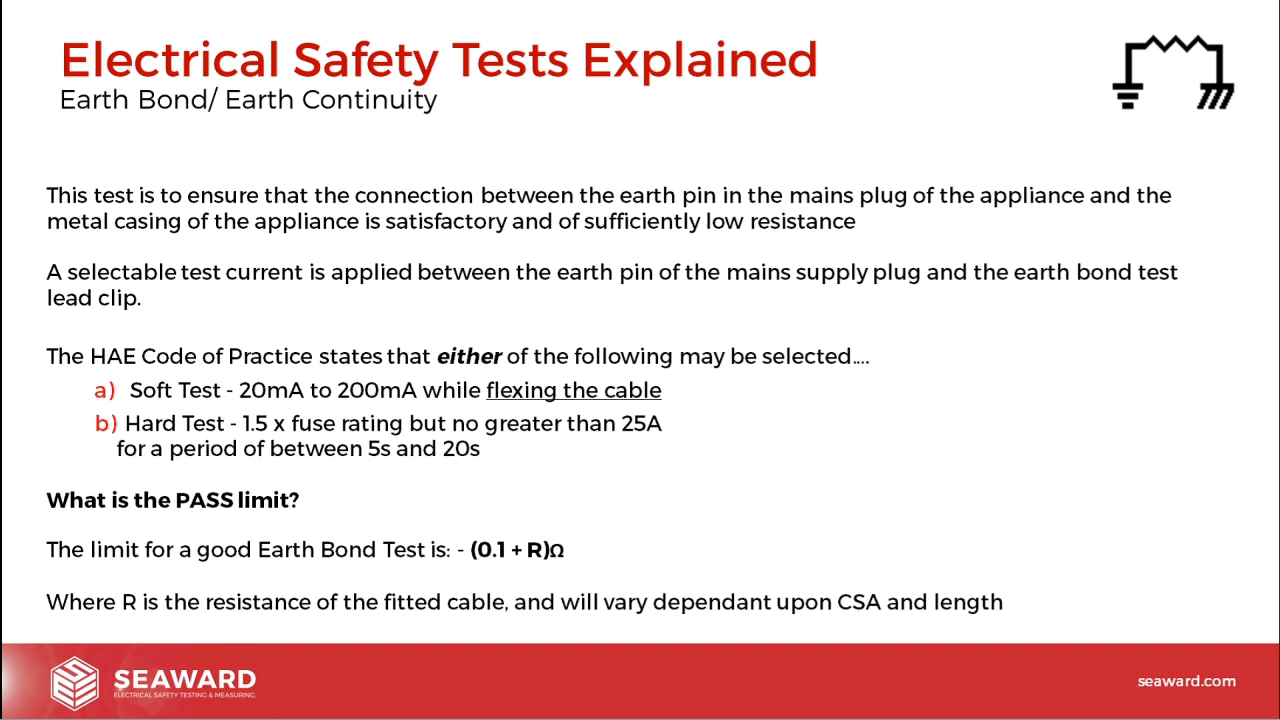 Electrical Safety Tests Explained
Earth Bond/ Earth Continuity
This test is to ensure that the connection between the earth pin in the mains plug of the appliance and the
metal casing of the appliance is satisfactory and of sufficiently low resistance
A selectable test current is applied between the earth pin of the mains supply plug and the earth bond test
lead clip.
The HAE Code of Practice states that either of the following may be selected....
a) Soft Test - 20mA to 200mA while flexing the cable
b) Hard Test - 1.5 x fuse rating but no greater than 25A
for a period of between 5s and 20s
What is the PASS limit?
The limit for a good Earth Bond Test is: - (0.1 + R)Ω
Where R is the resistance of the fitted cable, and will vary dependant upon CSA and length
SEAWARD
ELECTRICAL SAFETY TESTING & MEASURING.
seaward.com